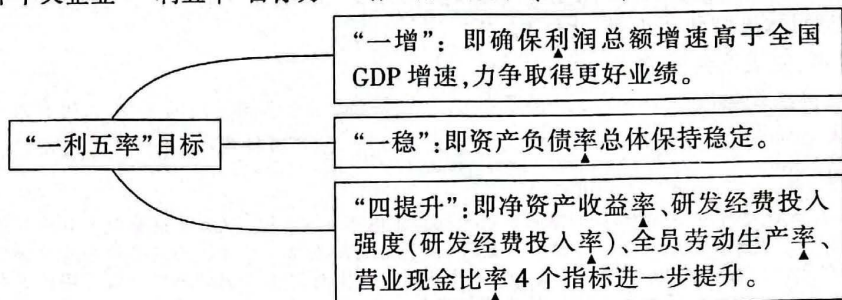 “一增”: 即确保利润总额增速高于全国
GDP 增速,力争取得更好业绩。
“一利五率”目标
“一稳”:即资产负债率总体保持稳定。
“四提升”:即净资产收益率、研发经费投入
强度(研发经费投入率)、全员劳动生产率、
营业现金比率 4 个指标进一步提升。